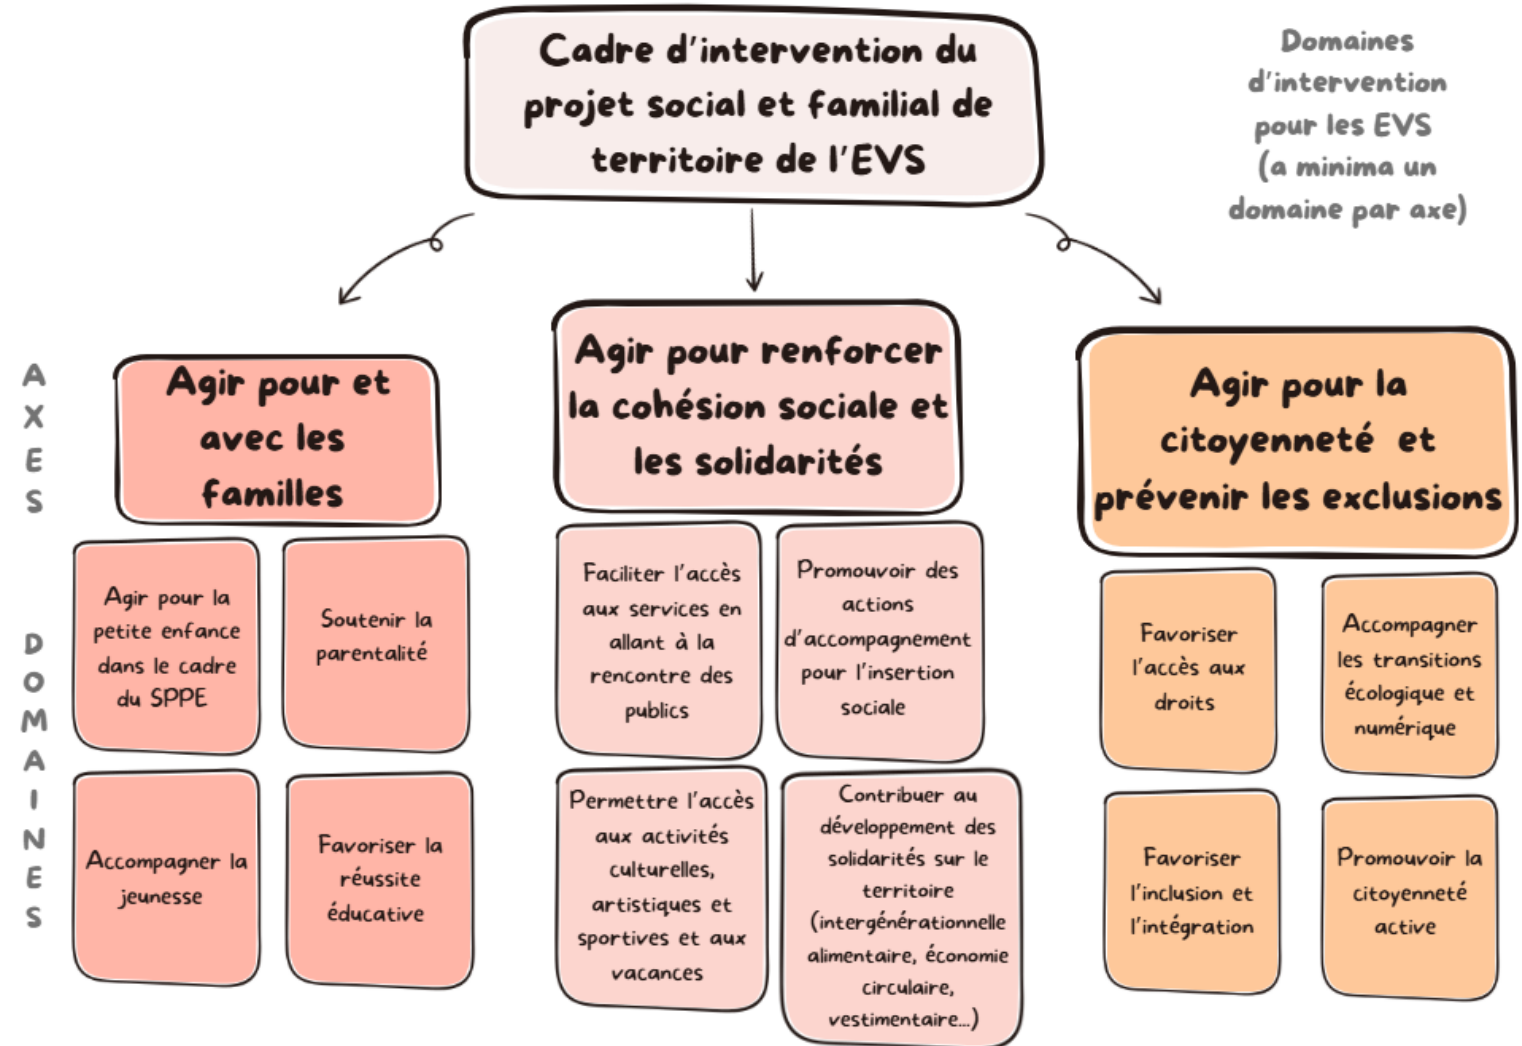 Cadre d'intervention du
projet social et familial de
territoire de l'EVS
Domaines
d'intervention
pour les EVS
(a minima un
domaine par axe)
AXES
Agir pour et
avec les
familles
Agir pour renforcer
la cohésion sociale et
les solidarités
Agir pour la
citoyenneté et
prévenir les exclusions
DOMAINES
Agir pour la
petite enfance
dans le cadre
du SPPE
Soutenir la
parentalité
Accompagner la
jeunesse
Favoriser la
réussite
éducative
Faciliter l'accès
aux services en
allant à la
rencontre des
publics
Promouvoir des
actions
d'accompagnement
pour l'insertion
sociale
Permettre l'accès
aux activités
culturelles,
artistiques et
sportives et aux
vacances
Contribuer au
développement des
solidarités sur le
territoire
(intergénérationnelle
alimentaire, économie
circulaire,
vestimentaire...)
Favoriser
l'accès aux
droits
Accompagner
les transitions
écologique et
numérique
Favoriser
l'inclusion et
l'intégration
Promouvoir la
citoyenneté
active